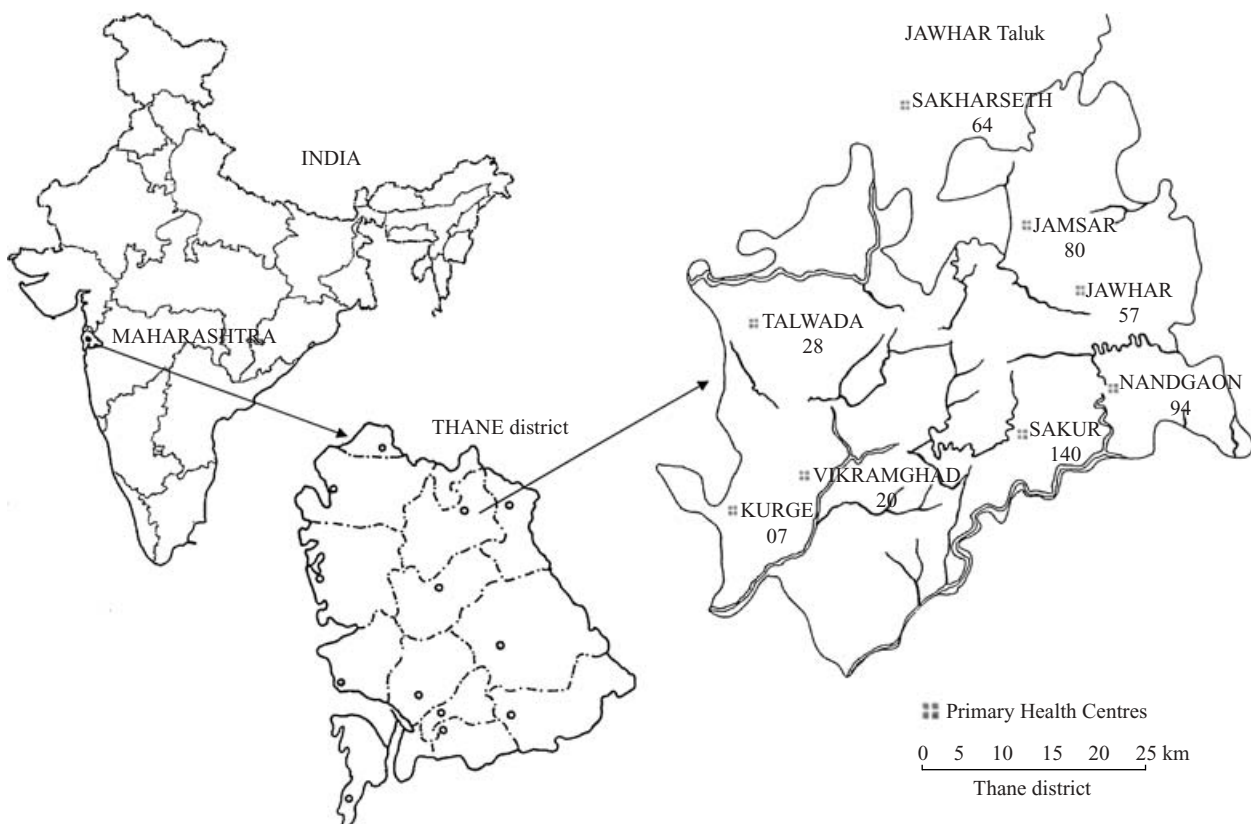 JAWHAR Taluk
SAKHARSETH
64
INDIA
JAMSAR
80
JAWHAR
57
TALWADA
28
MAHARASHTRA
NANDGAON
94
THANE district
SAKUR
140
VIKRAMGHAD
20
KURGE
07
Primary Health Centres
0 5 10 15 20 25 km
Thane district